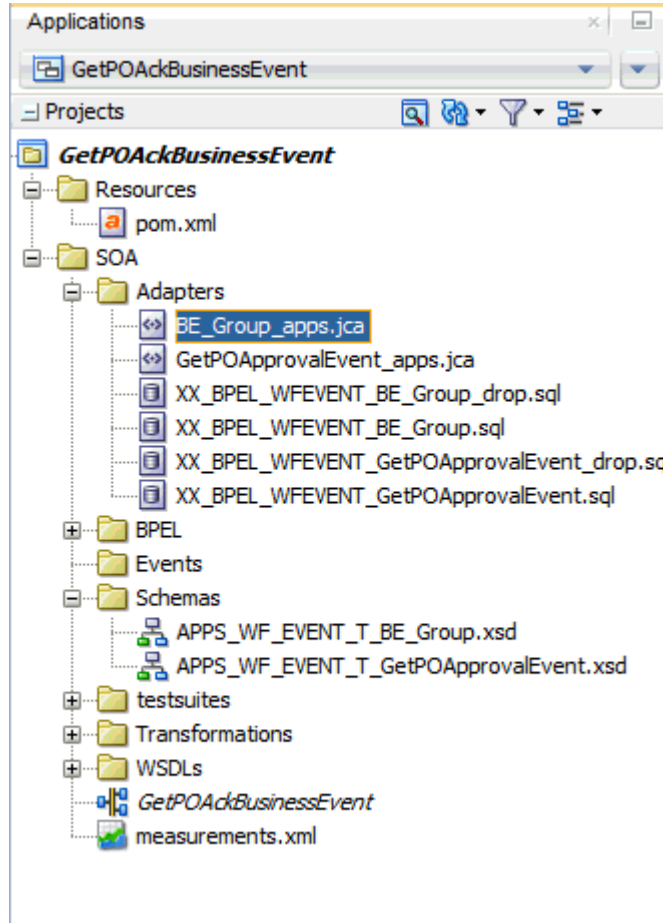 Applications
GetPOAckBusinessEvent
Projects
GetPOAckBusinessEvent
Resources
pom.xml
SOA
Adapters
BE_Group_apps.jca
GetPOApprovalEvent_apps.jca
XX_BPEL_WFEVENT_BE_Group_drop.sql
XX_BPEL_WFEVENT_BE_Group.sql
XX_BPEL_WFEVENT_GetPOApprovalEvent_drop.sq
XX_BPEL_WFEVENT_GetPOApprovalEvent.sql
BPEL
Events
Schemas
APPS_WF_EVENT_T_BE_Group.xsd
APPS_WF_EVENT_T_GetPOApprovalEvent.xsd
testsuites
Transformations
WSDLs
GetPOAckBusinessEvent
measurements.xml